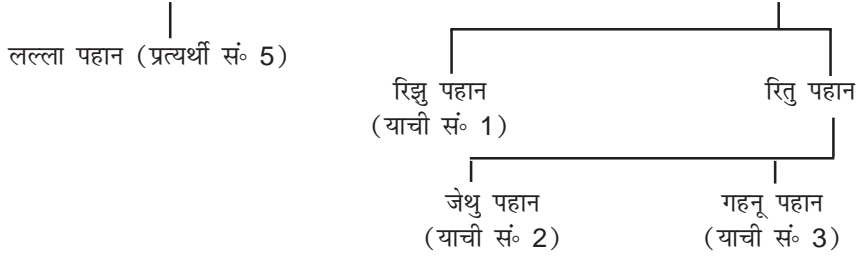 लल्ला पहान (प्रत्यर्थी सं॰ 5)
रिझु पहान रितु पहान
(याची सं॰ 1)
जेथु पहान गहनू पहान
(याची सं॰ 2) (याची सं॰ 3)